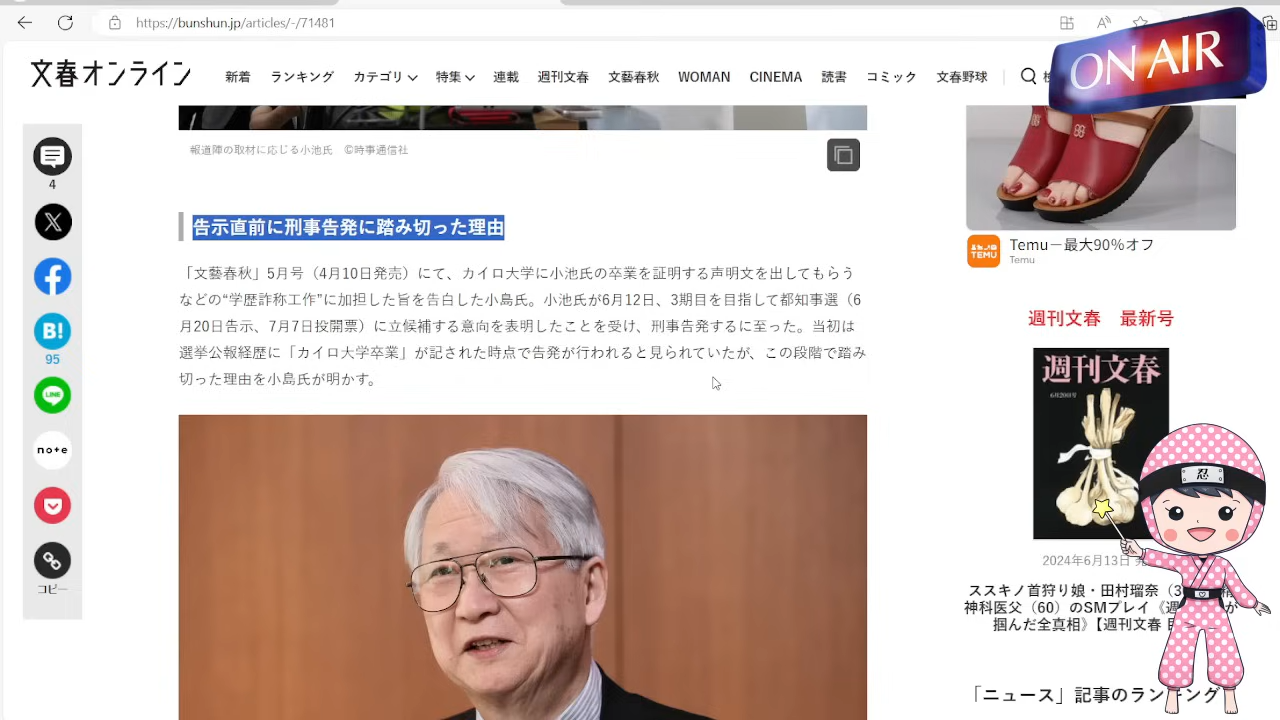 https://bunshun.jp/articles/-/71481
文春オンライン
新着 ランキング カテゴリ 特集 連載 週刊文春 文藝春秋 WOMAN CINEMA 読書 コミック 文春野球
ON AIR
報道陣の取材に応じる小池氏 ©時事通信社
4
告示直前に刑事告発に踏み切った理由
「文藝春秋」5月号（4月10日発売）にて、カイロ大学に小池氏の卒業を証明する声明文を出してもらう
などの“学歴詐称工作”に加担した旨を告白した小島氏。小池氏が6月12日、3期目を目指して都知事選（6
月20日告示、7月7日投開票）に立候補する意向を表明したことを受け、刑事告発するに至った。当初は
選挙公報経歴に「カイロ大学卒業」が記された時点で告発が行われると見られていたが、この段階で踏み
切った理由を小島氏が明かす。
B!
95
LINE
note
コピー
TEMU
Temu－最大90%オフ
Temu
週刊文春 最新号
週刊文春
6月20日号
忍
2024年6月13日
ススキノ首狩り娘・田村瑠奈
神科医父（60）のSMプレイ《週
掴んだ全真相》【週刊文春
「ニュース」記事のランキング